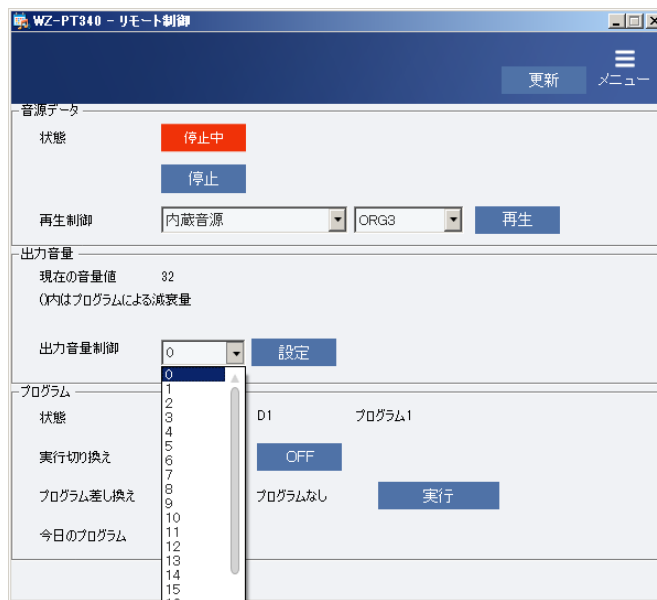 WZ-PT340 - リモート制御
更新
メニュー
音源データ
状態
停止中
停止
再生制御
内蔵音源
ORG3
再生
出力音量
現在の音量値
32
()内はプログラムによる減衰量
出力音量制御
0
設定
0
1
2
3
4
5
6
7
8
9
10
11
12
13
14
15
プログラム
状態
D1
プログラム1
実行切り換え
OFF
プログラム差し換え
プログラムなし
実行
今日のプログラム